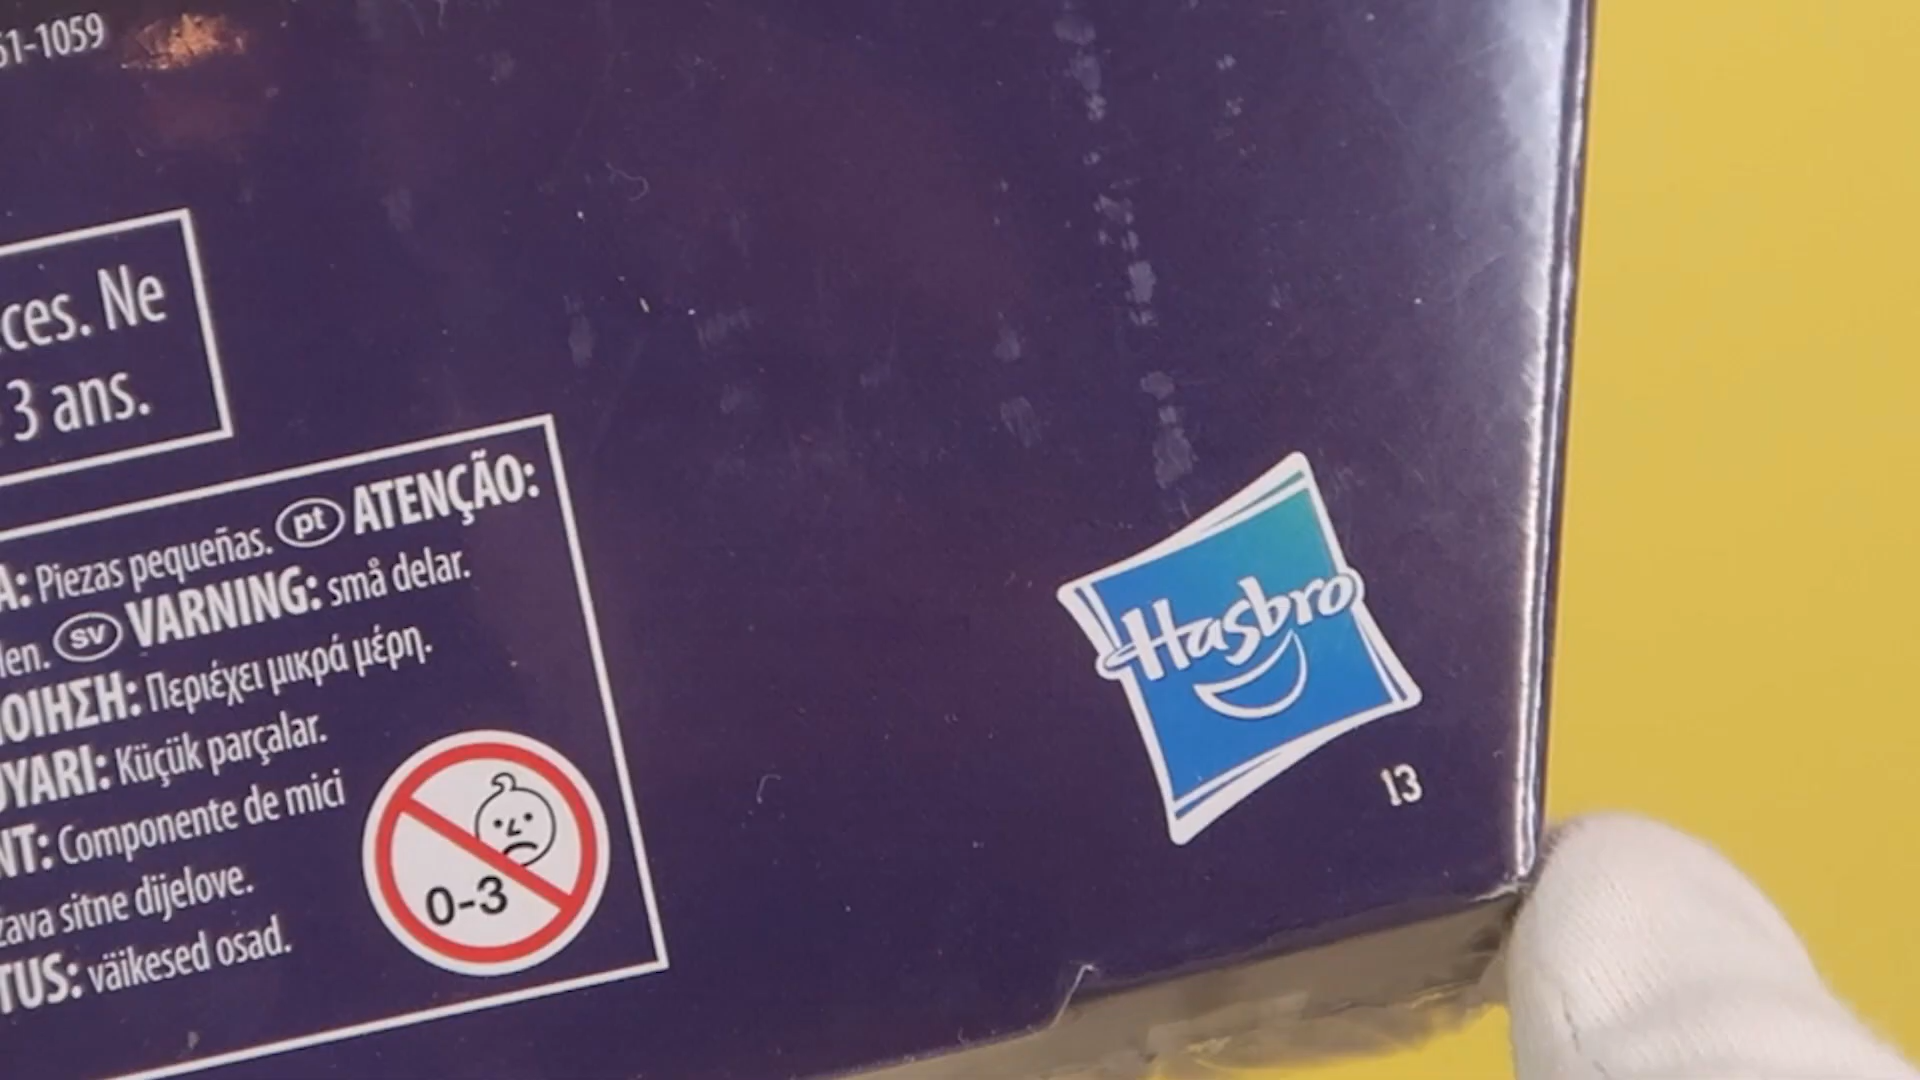 51-1059
ces. Ne
3 ans.
A: Piezas pequeñas. pt ATENÇÃO:
len. sv VARNING: små delar.
ΟΙΗΣΗ: Περιέχει μικρά μέρη.
UYARI: Küçük parçalar.
NT: Componente de mici
ava sitne dijelove.
TUS: väikesed osad.
0-3
Hasbro
13